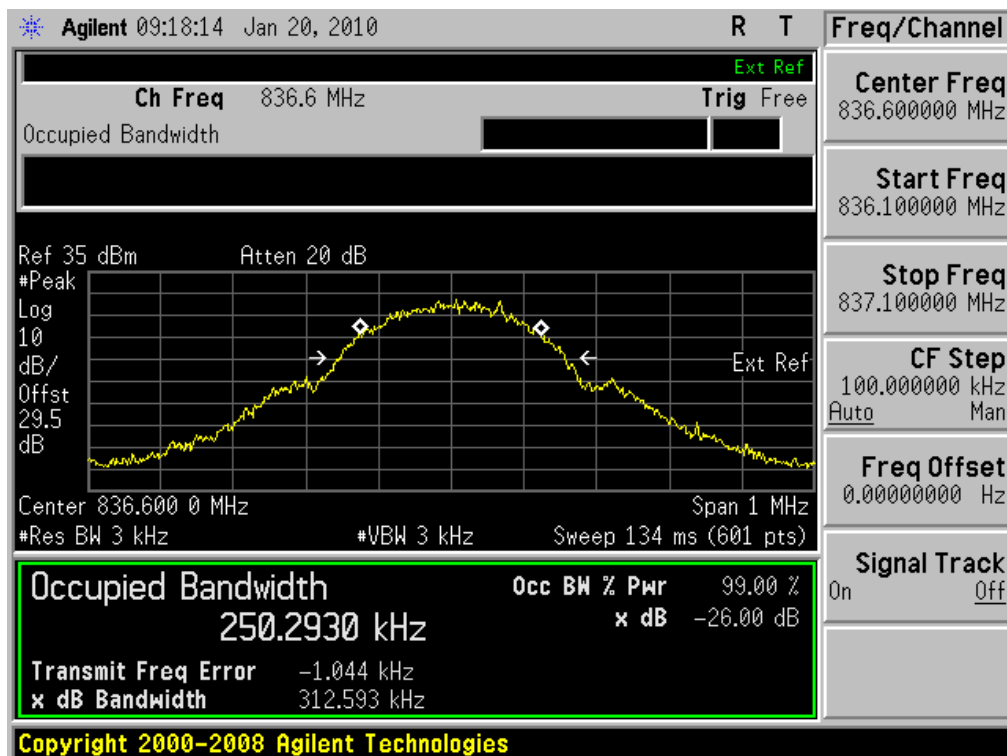 Agilent 09:18:14 Jan 20, 2010 R T
Freq/Channel
Ext Ref
Ch Freq 836.6 MHz Trig Free
Occupied Bandwidth
Center Freq
836.600000 MHz
Start Freq
836.100000 MHz
Stop Freq
837.100000 MHz
CF Step
100.000000 kHz
Auto Man
Freq Offset
0.00000000 Hz
Signal Track
On Off
Ref 35 dBm Atten 20 dB
#Peak
Log
10
dB/
Offst
29.5
dB
Ext Ref
Center 836.600 0 MHz Span 1 MHz
#Res BW 3 kHz #VBW 3 kHz Sweep 134 ms (601 pts)
Occupied Bandwidth
250.2930 kHz
Occ BW % Pwr 99.00 %
x dB -26.00 dB
Transmit Freq Error -1.044 kHz
x dB Bandwidth 312.593 kHz
Copyright 2000-2008 Agilent Technologies